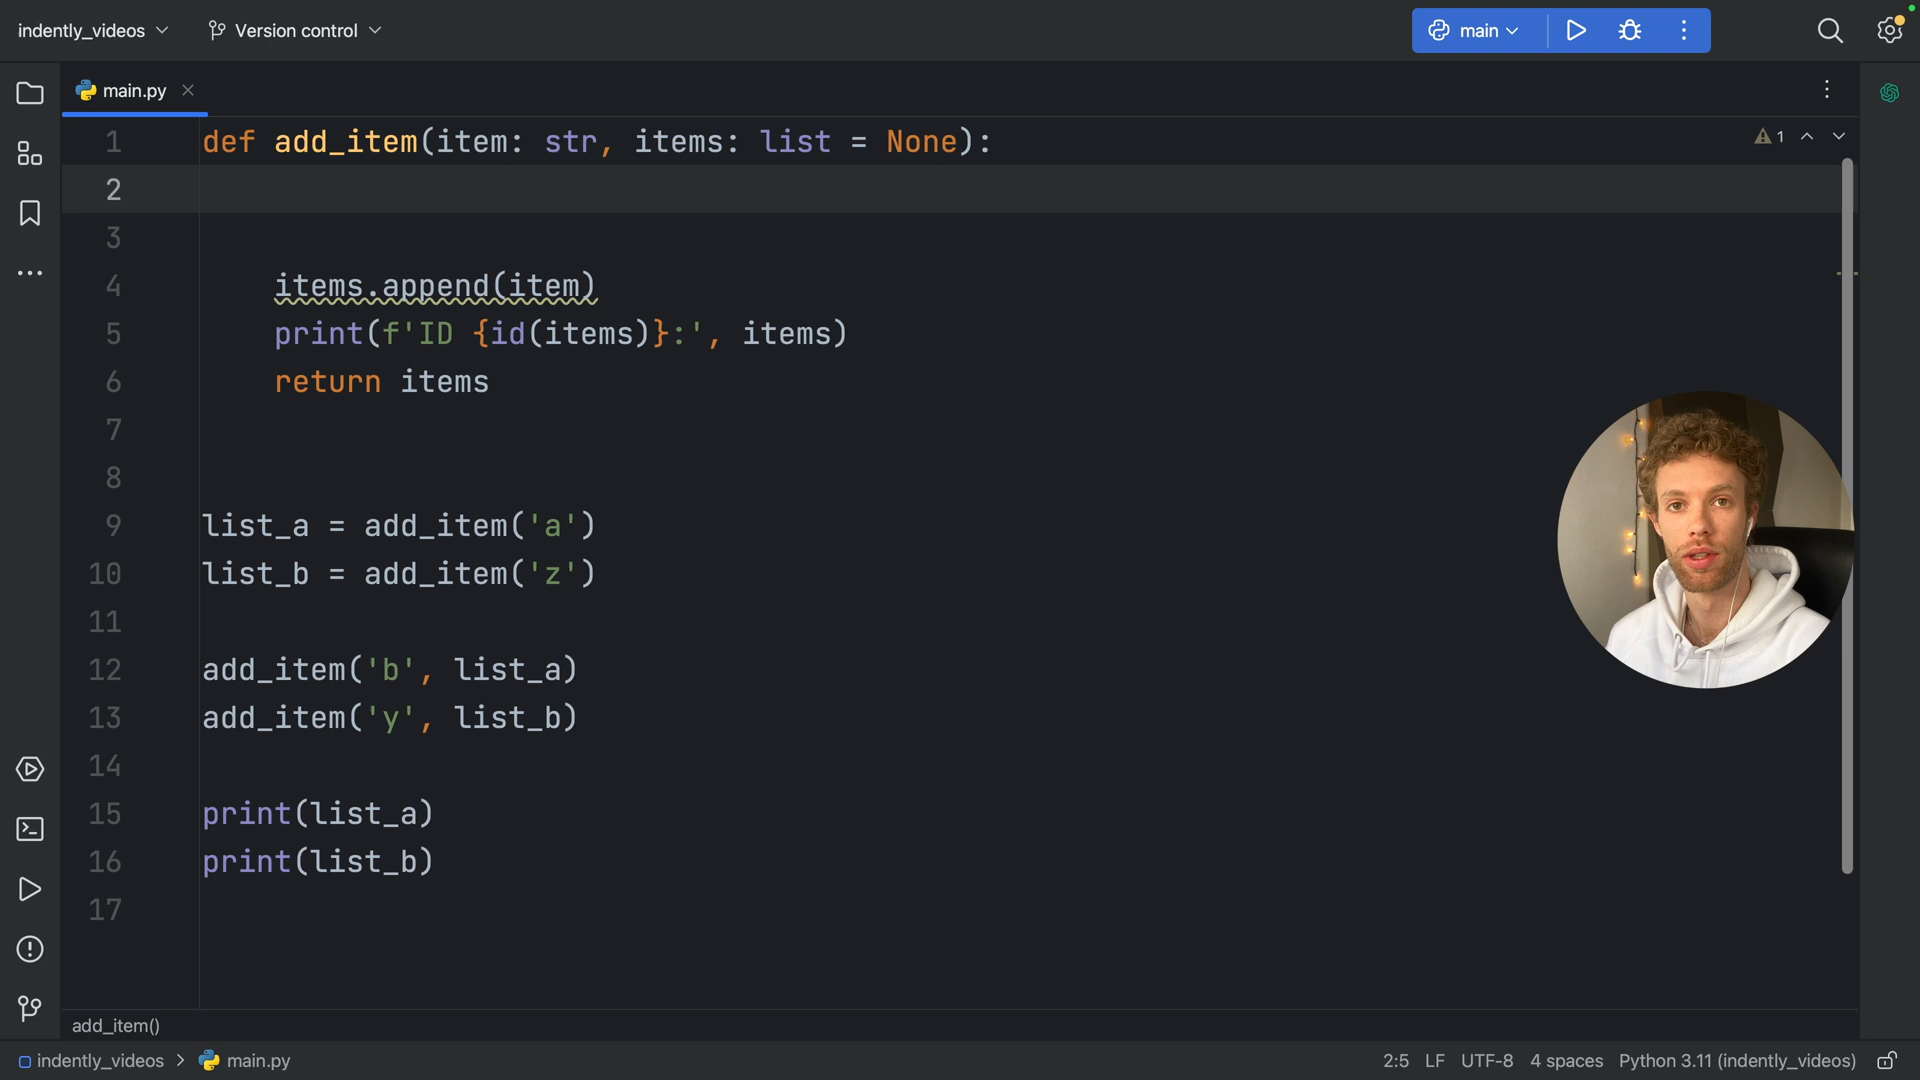 indently_videos
Version control
main
main.py
1
1 def add_item(item: str, items: list = None):
2
3
4 items.append(item)
5 print(f'ID {id(items)}:', items)
6 return items
7
8
9 list_a = add_item('a')
10 list_b = add_item('z')
11
12 add_item('b', list_a)
13 add_item('y', list_b)
14
15 print(list_a)
16 print(list_b)
17
add_item()
indently_videos > main.py
2:5 LF UTF-8 4 spaces Python 3.11 (indently_videos)